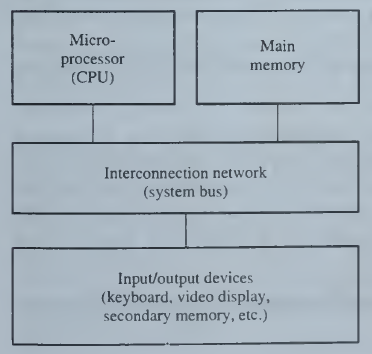 Micro-
processor
(CPU)
Main
memory
Interconnection network
(system bus)
Input/output devices
(keyboard, video display,
secondary memory, etc.)